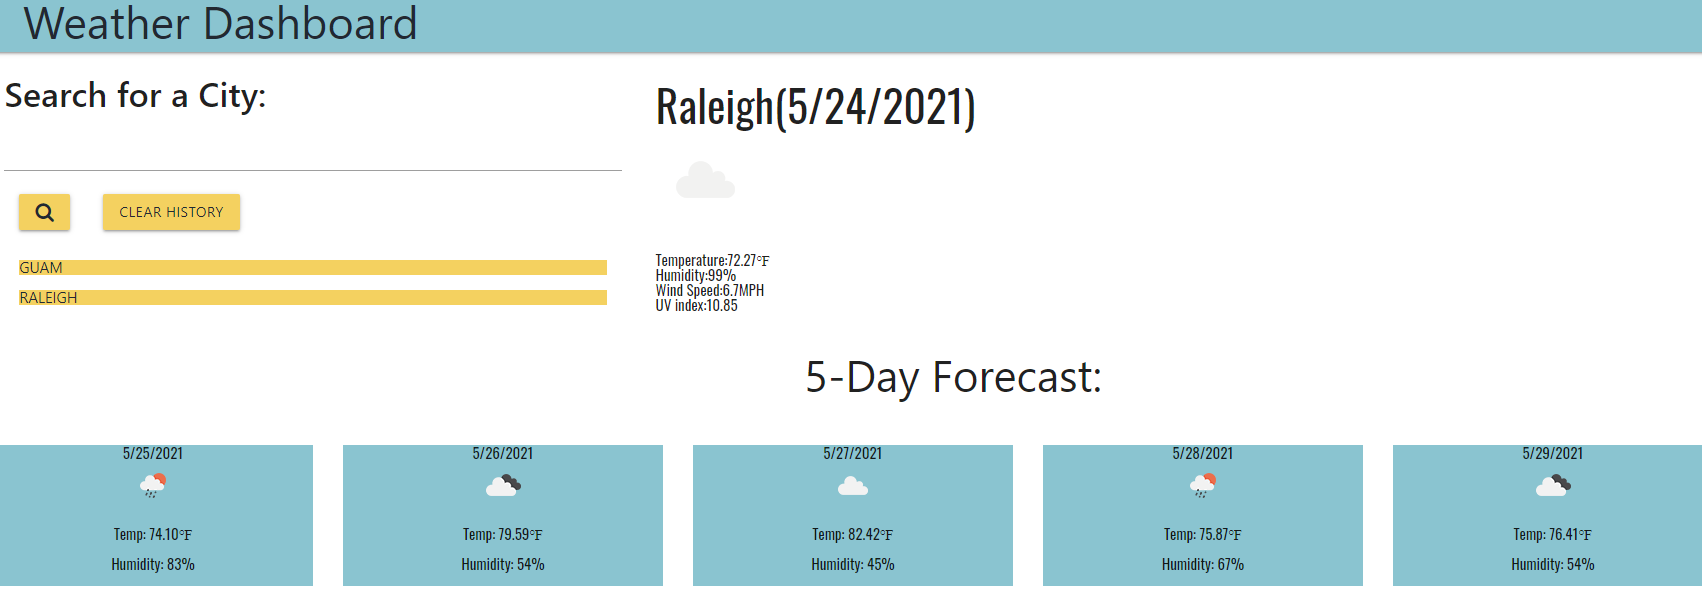 Weather Dashboard
Search for a City:
CLEAR HISTORY
GUAM
RALEIGH
Raleigh(5/24/2021)
Temperature:72.27°F
Humidity:99%
Wind Speed:6.7MPH
UV index:10.85
5-Day Forecast:
5/25/2021
Temp: 74.10°F
Humidity: 83%
5/26/2021
Temp: 79.59°F
Humidity: 54%
5/27/2021
Temp: 82.42°F
Humidity: 45%
5/28/2021
Temp: 75.87°F
Humidity: 67%
5/29/2021
Temp: 76.41°F
Humidity: 54%